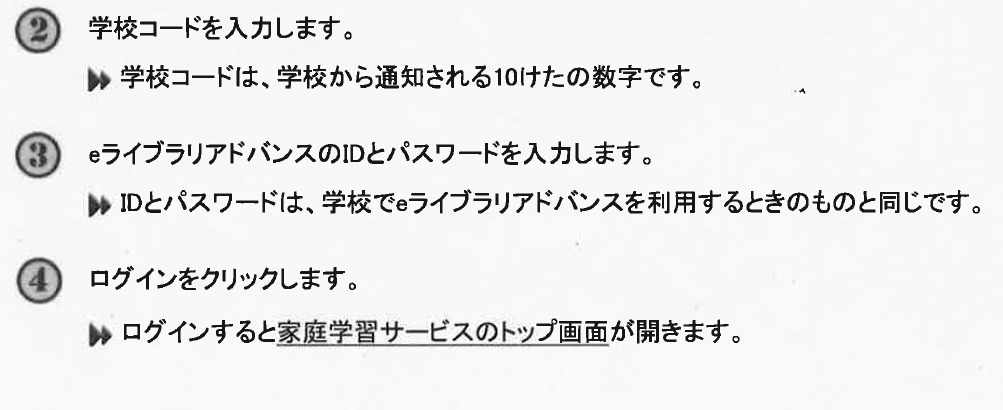 ② 学校コードを入力します。
学校コードは、学校から通知される10けたの数字です。
③ eライブラリアドバンスのIDとパスワードを入力します。
IDとパスワードは、学校でeライブラリアドバンスを利用するときのものと同じです。
④ ログインをクリックします。
ログインすると家庭学習サービスのトップ画面が開きます。